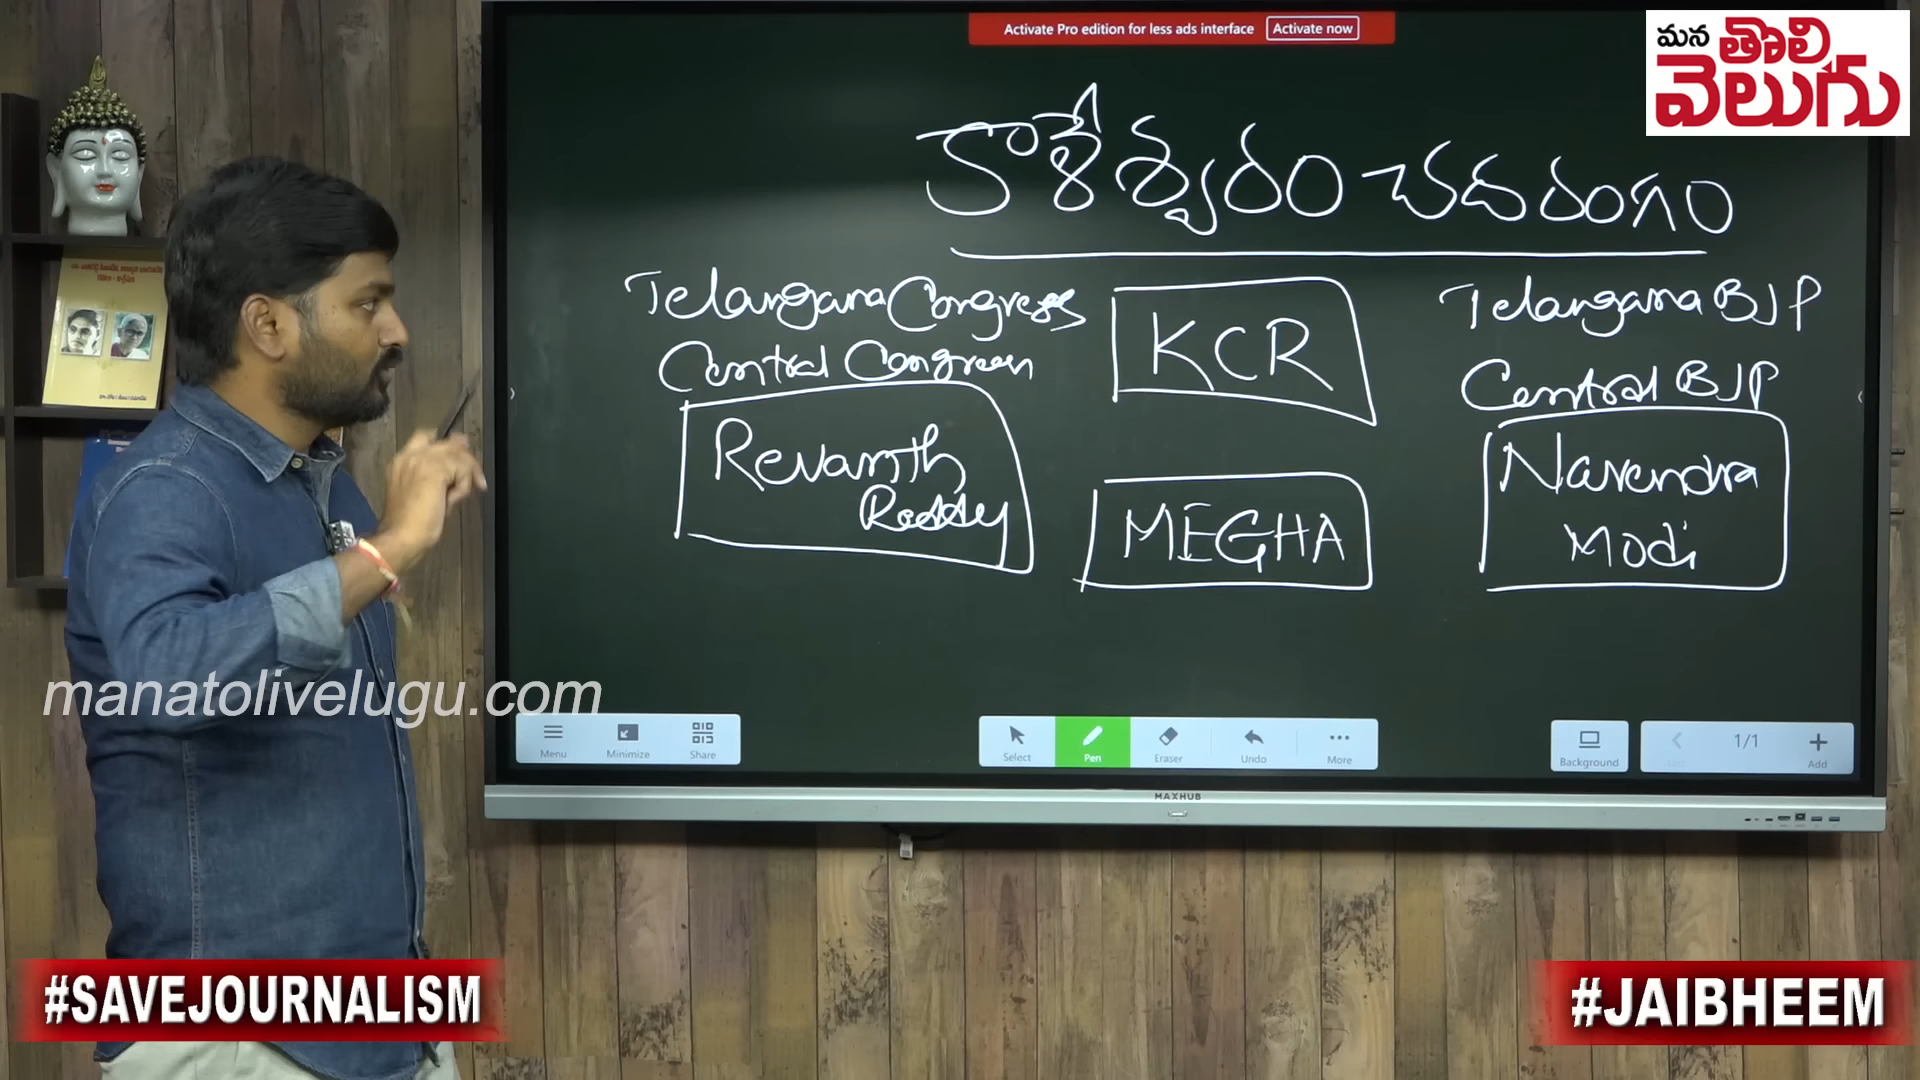 Activate Pro edition for less ads interface Activate now
మన తొలి
వెలుగు
కాళేశ్వరం చదరంగం
Telangana Congress
Central Congress
Revanth
Reddy
KCR
MEGHA
Telangana BJP
Central BJP
Narendra
Modi
manatolivelugu.com
Menu Minimize Share
Select Pen Eraser Undo More
Background 1/1 Add
MAXHUB
#SAVEJOURNALISM
#JAIBHEEM